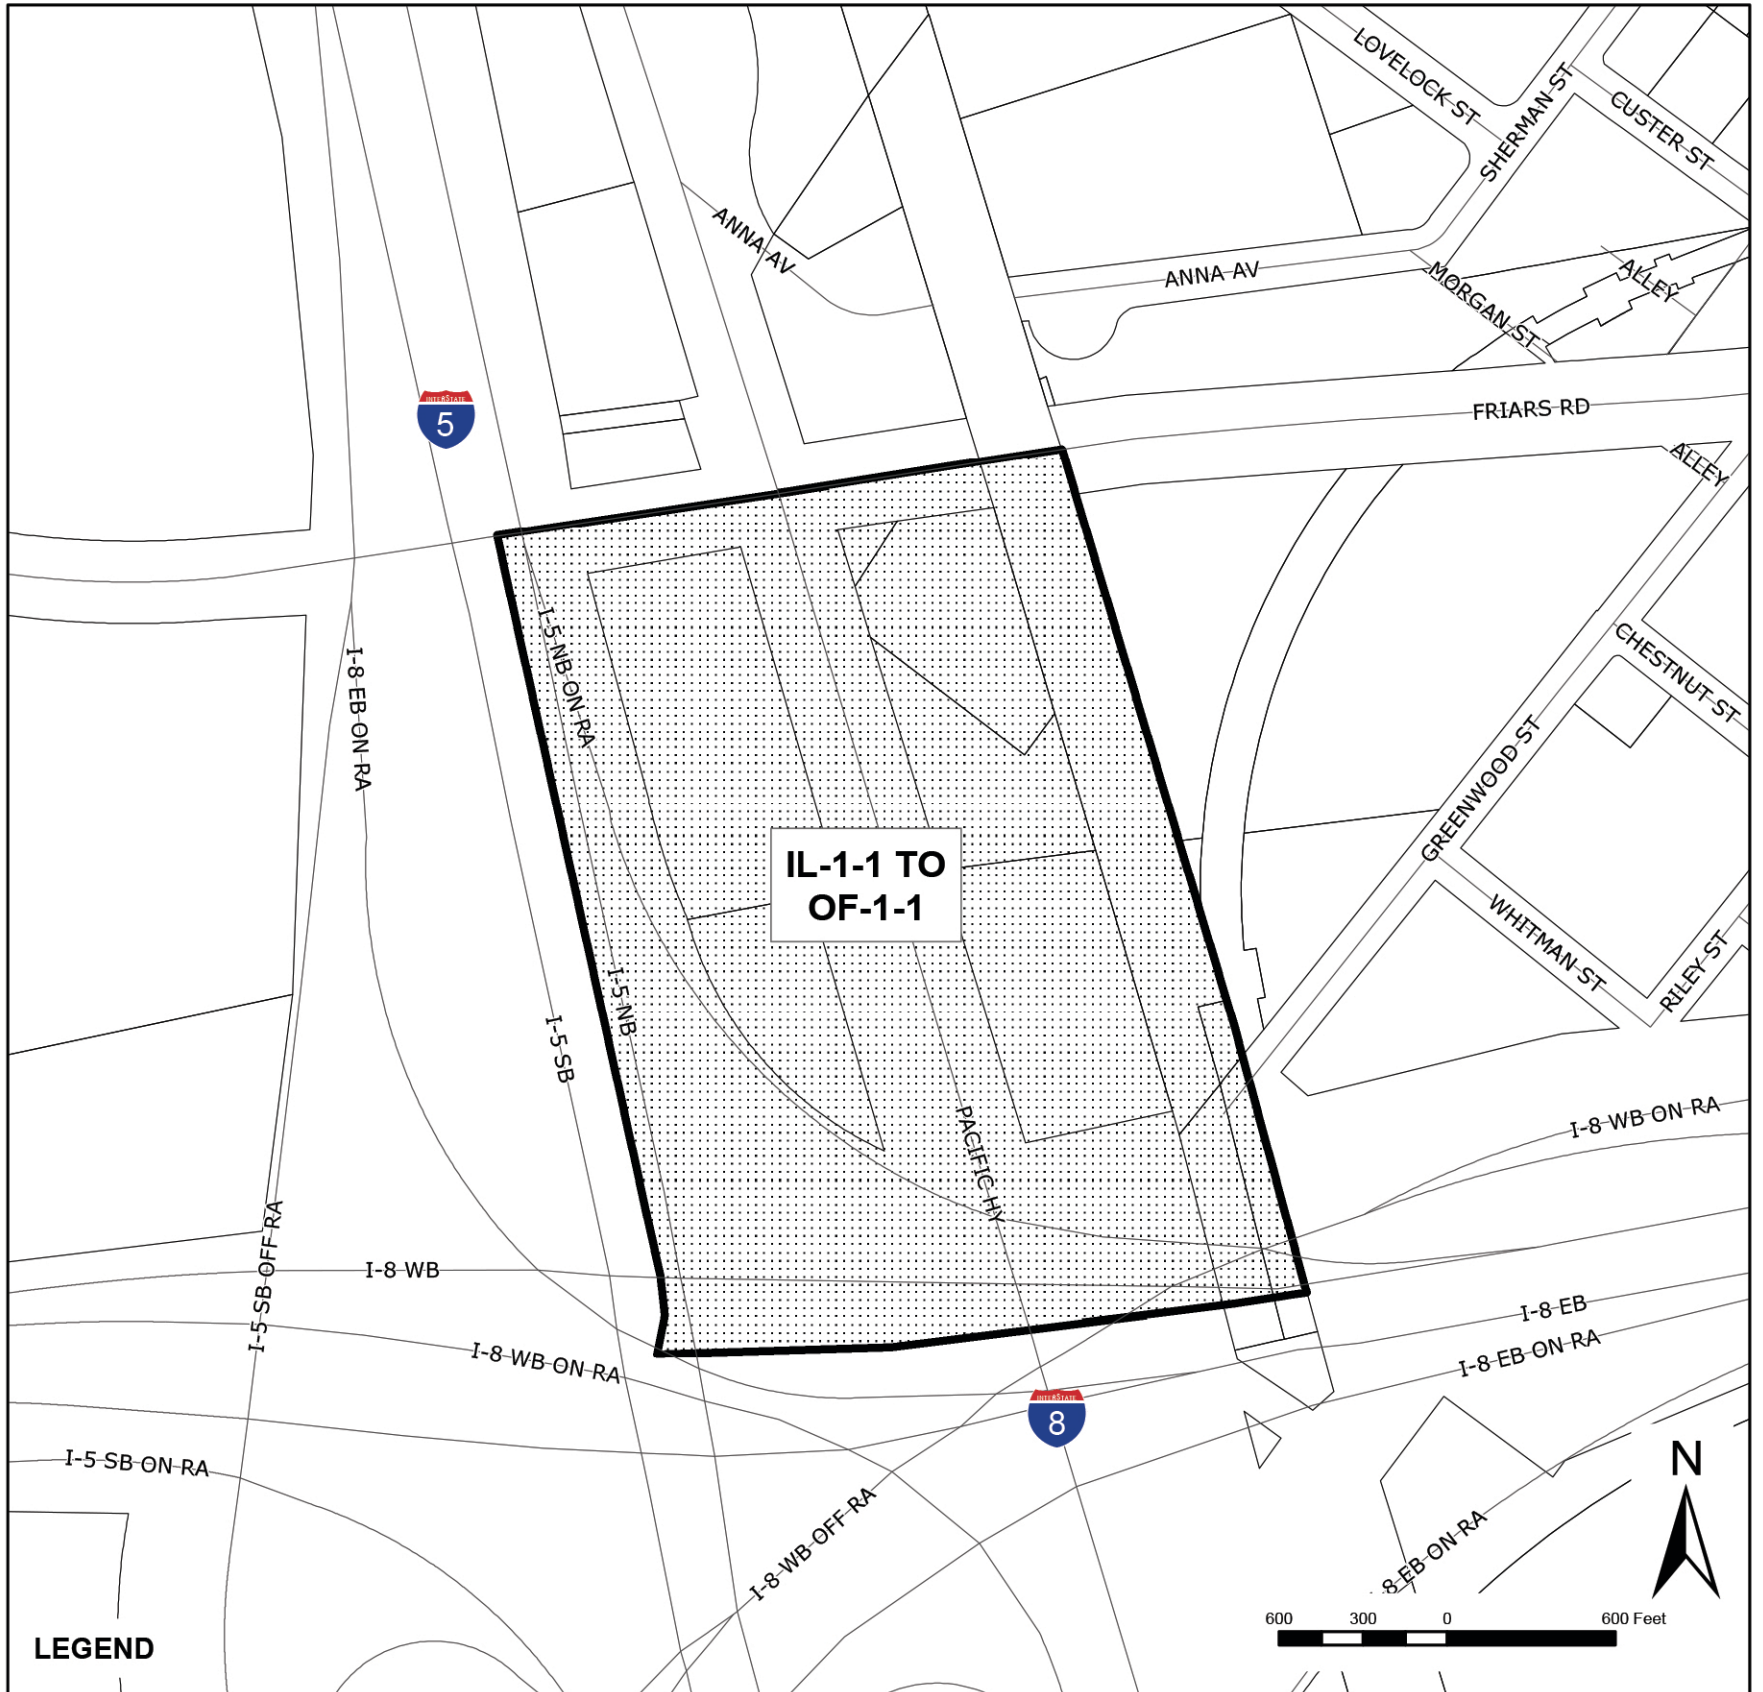 LOVELOCK ST
SHERMAN ST
CUSTER ST
ANNA AV
ANNA AV
MORGAN ST
ALLEY
INTERSTATE
5
FRIARS RD
ALLEY
I-5 NB ON RA
I-8 EB ON RA
CHESTNUT ST
GREENWOOD ST
IL-1-1 TO
OF-1-1
WHITMAN ST
RILEY ST
I-5 NB
I-5 SB
PACIFIC HY
I-8 WB ON RA
I-5 SB OFF RA
I-8 WB
I-8 EB
I-8 WB ON RA
I-8 EB ON RA
INTERSTATE
8
I-5 SB ON RA
N
I-8 WB OFF RA
8 EB ON RA
600 300 0 600 Feet
LEGEND